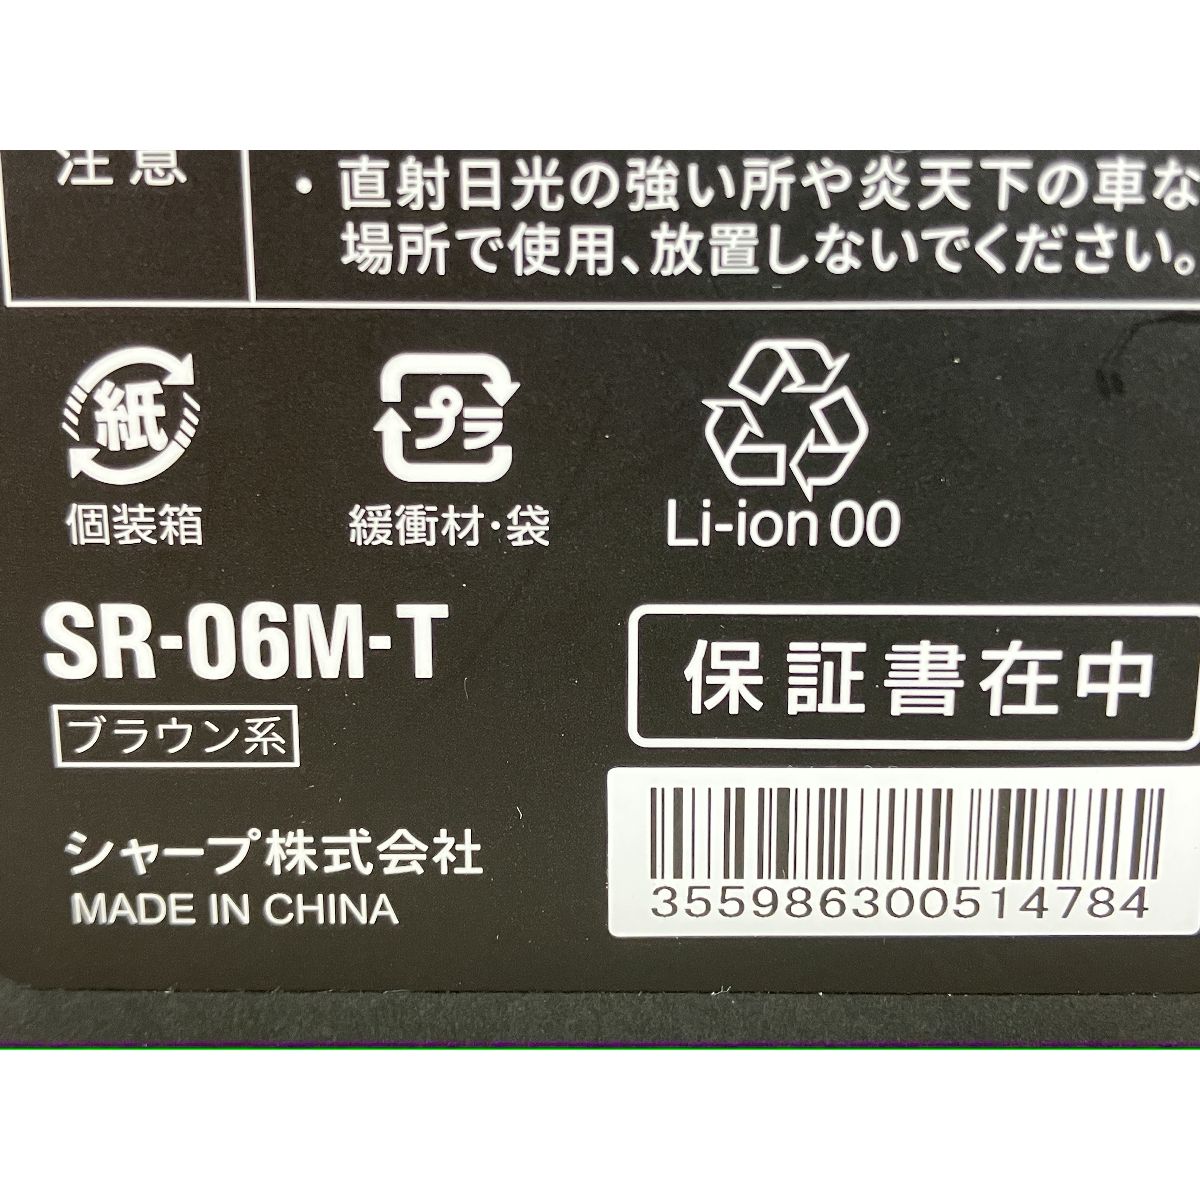 注意
・直射日光の強い所や炎天下の車な
場所で使用、放置しないでください。
紙
プラ
個装箱
緩衝材・袋
Li-ion 00
SR-06M-T
ブラウン系
保証書在中
シャープ株式会社
MADE IN CHINA
355986300514784